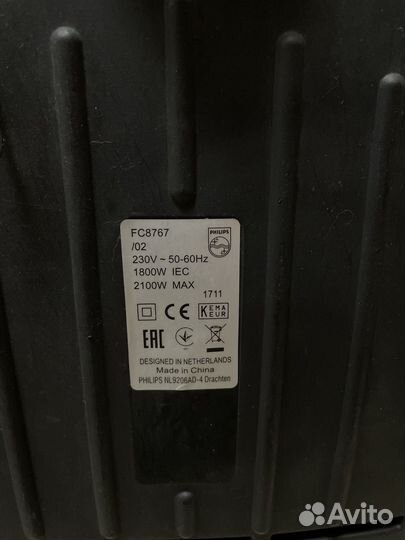 FC8767
/02
230V ~ 50-60Hz
1800W IEC
2100W MAX
1711
PHILIPS
CE
KEMA
EUR
EAC
DESIGNED IN NETHERLANDS
Made in China
PHILIPS NL9206AD-4 Drachten
Avito